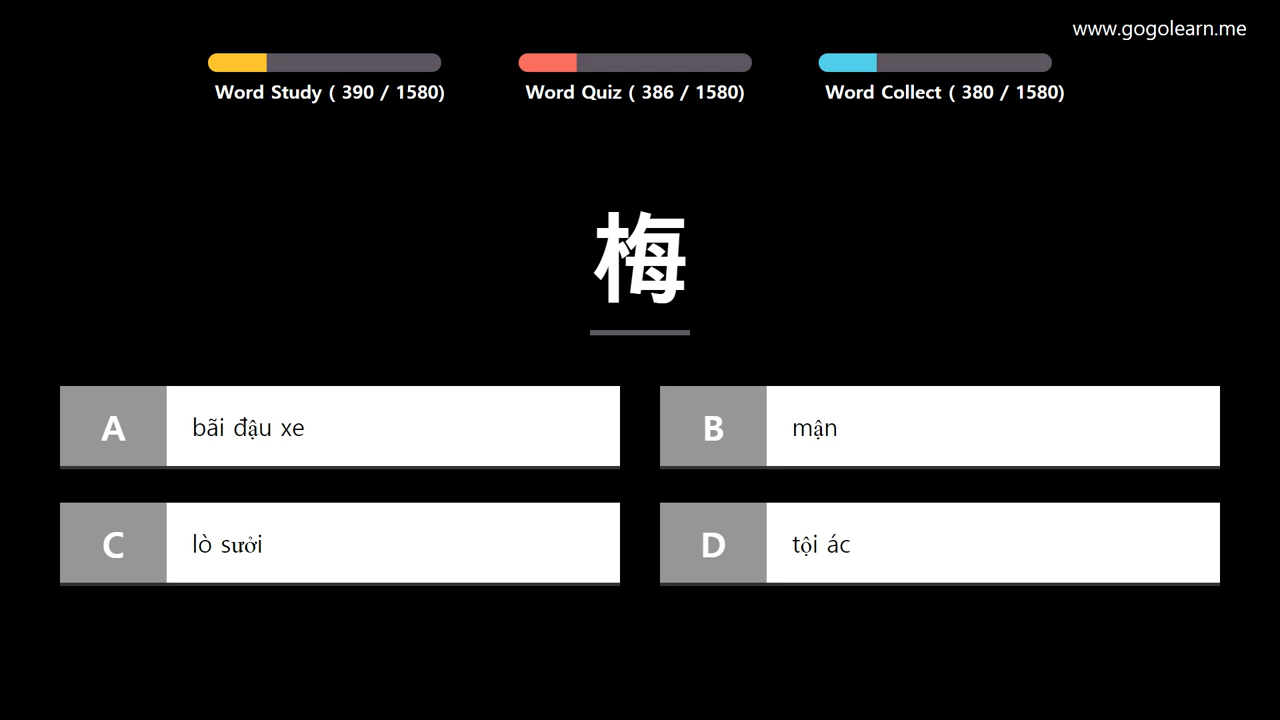 www.gogolearn.me
Word Study ( 390 / 1580)
Word Quiz ( 386 / 1580)
Word Collect ( 380 / 1580)
梅
A
bãi đậu xe
B
mận
C
lò sưởi
D
tội ác